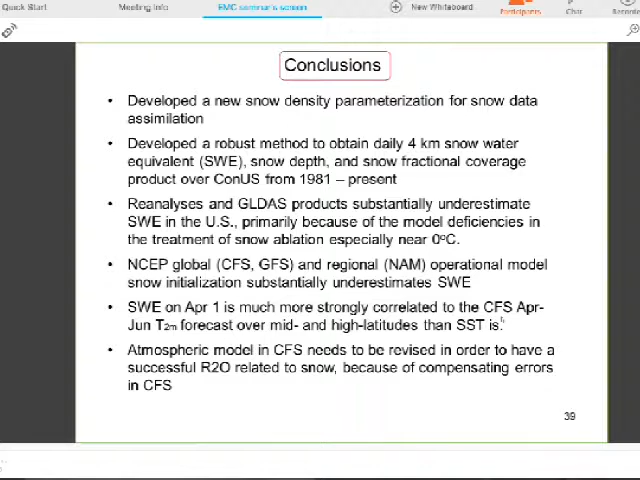 Quick Start
Meeting Info
EMC seminar's screen
New Whiteboard
Participants
Chat
Conclusions
• Developed a new snow density parameterization for snow data
assimilation
• Developed a robust method to obtain daily 4 km snow water
equivalent (SWE), snow depth, and snow fractional coverage
product over ConUS from 1981 – present
• Reanalyses and GLDAS products substantially underestimate
SWE in the U.S., primarily because of the model deficiencies in
the treatment of snow ablation especially near 0ºC.
• NCEP global (CFS, GFS) and regional (NAM) operational model
snow initialization substantially underestimates SWE
• SWE on Apr 1 is much more strongly correlated to the CFS Apr-
Jun T2m forecast over mid- and high-latitudes than SST is.
• Atmospheric model in CFS needs to be revised in order to have a
successful R2O related to snow, because of compensating errors
in CFS
39